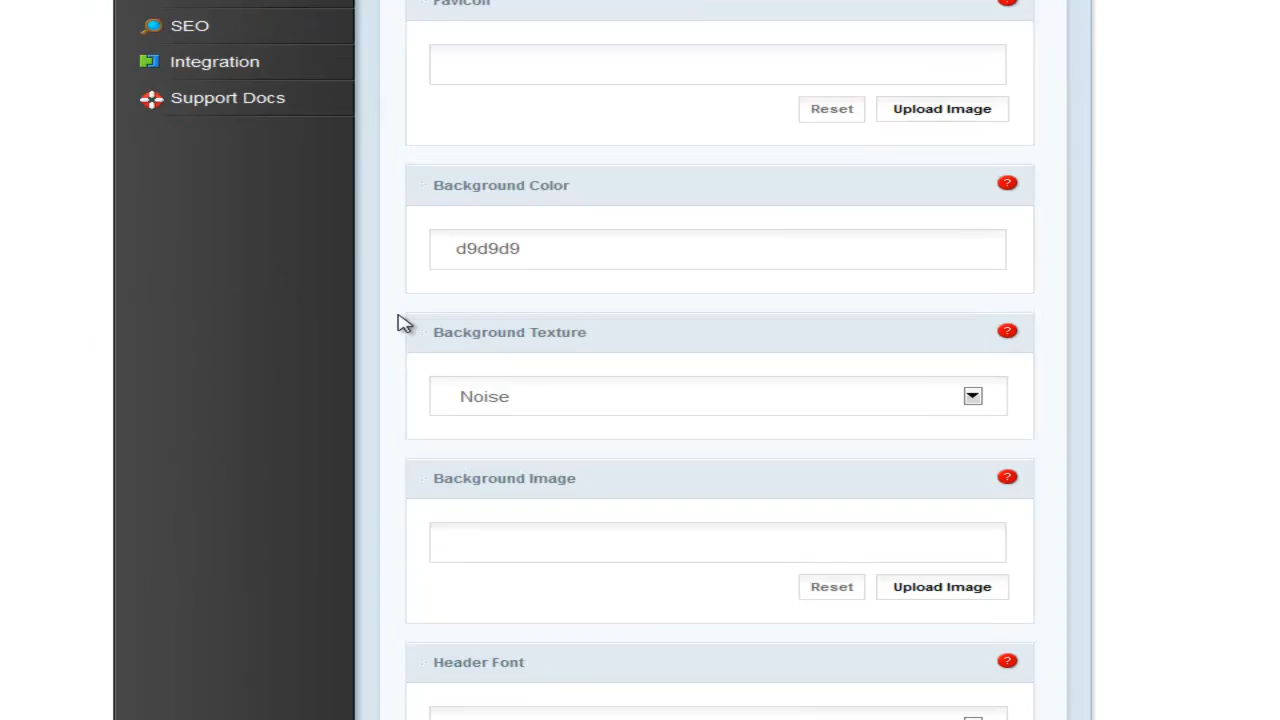 Favicon
SEO
Integration
Support Docs
Reset
Upload Image
Background Color
?
d9d9d9
Background Texture
?
Noise
Background Image
?
Reset
Upload Image
Header Font
?